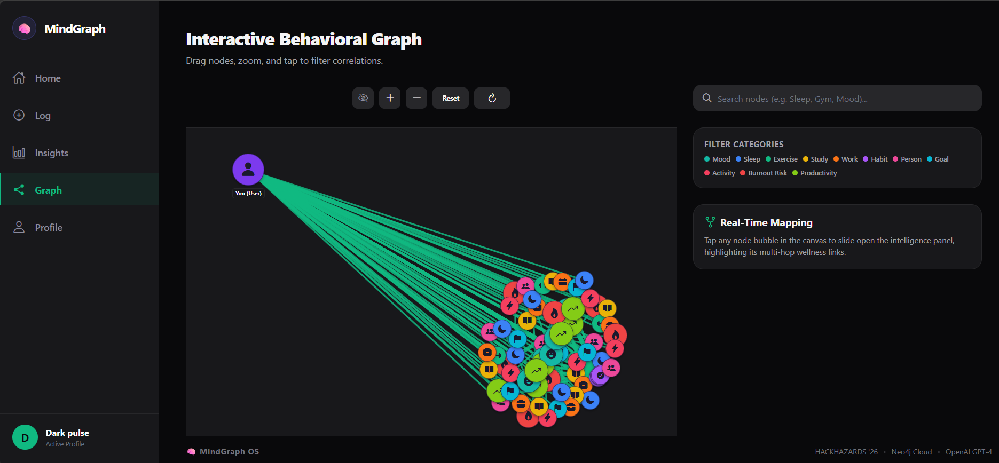 MindGraph
Home
Log
Insights
Graph
Profile
D
Dark pulse
Active Profile
Interactive Behavioral Graph
Drag nodes, zoom, and tap to filter correlations.
Reset
You (User)
Search nodes (e.g. Sleep, Gym, Mood)...
FILTER CATEGORIES
Mood Sleep Exercise Study Work Habit Person Goal
Activity Burnout Risk Productivity
Real-Time Mapping
Tap any node bubble in the canvas to slide open the intelligence panel,
highlighting its multi-hop wellness links.
MindGraph OS
HACKHAZARDS '26 • Neo4j Cloud • OpenAI GPT-4